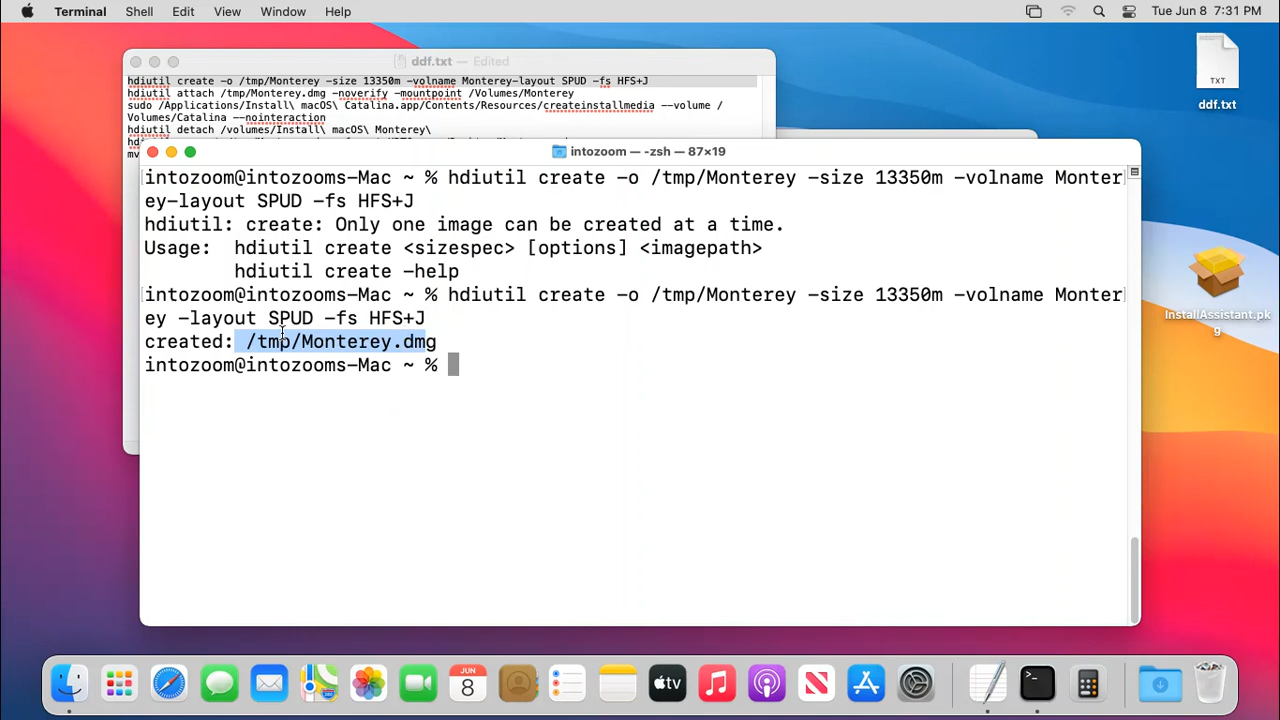 Terminal Shell Edit View Window Help Tue Jun 8 7:31 PM
ddf.txt — Edited
hdiutil create -o /tmp/Monterey -size 13350m -volname Monterey-layout SPUD -fs HFS+J
hdiutil attach /tmp/Monterey.dmg -noverify -mountpoint /Volumes/Monterey
sudo /Applications/Install\ macOS\ Catalina.app/Contents/Resources/createinstallmedia --volume /
Volumes/Catalina --nointeraction
hdiutil detach /volumes/Install\ macOS\ Monterey\
intozoom — -zsh — 87×19
intozoom@intozooms-Mac ~ % hdiutil create -o /tmp/Monterey -size 13350m -volname Monter
ey-layout SPUD -fs HFS+J
hdiutil: create: Only one image can be created at a time.
Usage: hdiutil create <sizespec> [options] <imagepath>
hdiutil create -help
intozoom@intozooms-Mac ~ % hdiutil create -o /tmp/Monterey -size 13350m -volname Monter
ey -layout SPUD -fs HFS+J
created: /tmp/Monterey.dmg
intozoom@intozooms-Mac ~ %
TXT
ddf.txt
InstallAssistant.pk
g
JUN
8
tv
>_